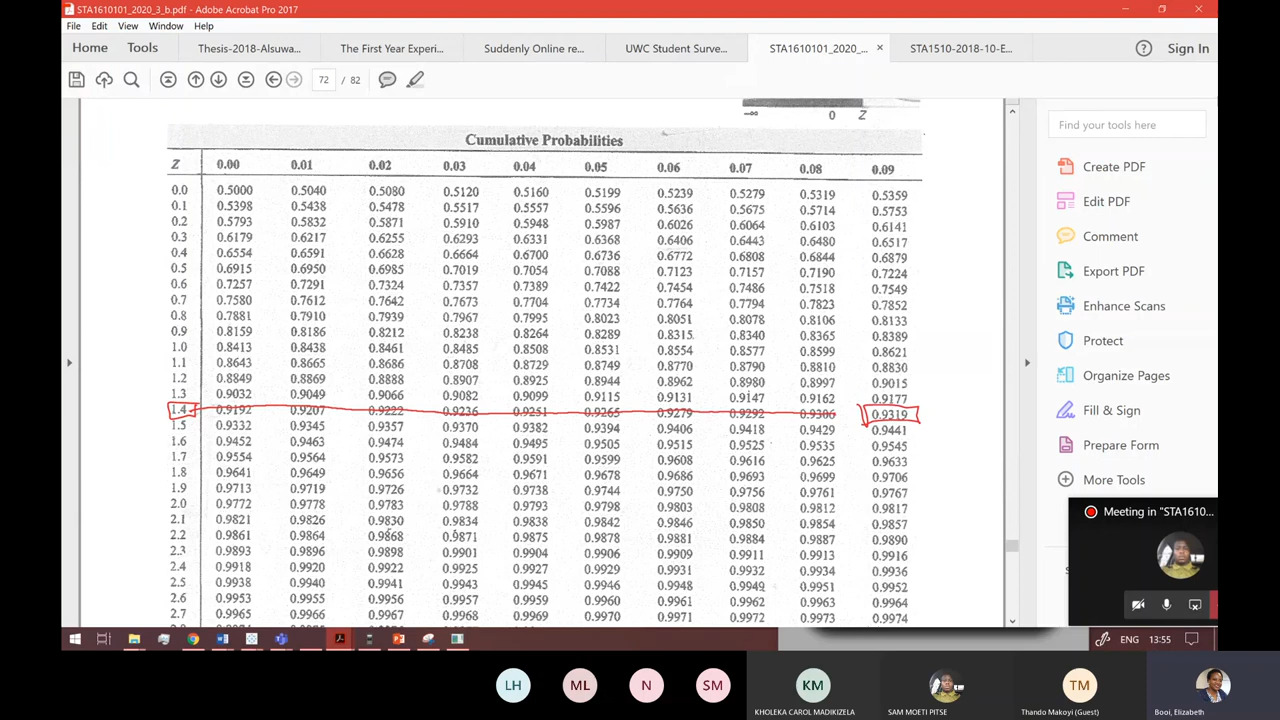 STA1610101_2020_3_b.pdf - Adobe Acrobat Pro 2017
File Edit View Window Help
Home Tools Thesis-2018-Alsuwa... The First Year Experi... Suddenly Online re... UWC Student Surve... STA1610101_2020_... × STA1510-2018-10-E... Sign In
72 / 82
-∞ 0 Z
Cumulative Probabilities
Z 0.00 0.01 0.02 0.03 0.04 0.05 0.06 0.07 0.08 0.09
0.0 0.5000 0.5040 0.5080 0.5120 0.5160 0.5199 0.5239 0.5279 0.5319 0.5359
0.1 0.5398 0.5438 0.5478 0.5517 0.5557 0.5596 0.5636 0.5675 0.5714 0.5753
0.2 0.5793 0.5832 0.5871 0.5910 0.5948 0.5987 0.6026 0.6064 0.6103 0.6141
0.3 0.6179 0.6217 0.6255 0.6293 0.6331 0.6368 0.6406 0.6443 0.6480 0.6517
0.4 0.6554 0.6591 0.6628 0.6664 0.6700 0.6736 0.6772 0.6808 0.6844 0.6879
0.5 0.6915 0.6950 0.6985 0.7019 0.7054 0.7088 0.7123 0.7157 0.7190 0.7224
0.6 0.7257 0.7291 0.7324 0.7357 0.7389 0.7422 0.7454 0.7486 0.7518 0.7549
0.7 0.7580 0.7612 0.7642 0.7673 0.7704 0.7734 0.7764 0.7794 0.7823 0.7852
0.8 0.7881 0.7910 0.7939 0.7967 0.7995 0.8023 0.8051 0.8078 0.8106 0.8133
0.9 0.8159 0.8186 0.8212 0.8238 0.8264 0.8289 0.8315 0.8340 0.8365 0.8389
1.0 0.8413 0.8438 0.8461 0.8485 0.8508 0.8531 0.8554 0.8577 0.8599 0.8621
1.1 0.8643 0.8665 0.8686 0.8708 0.8729 0.8749 0.8770 0.8790 0.8810 0.8830
1.2 0.8849 0.8869 0.8888 0.8907 0.8925 0.8944 0.8962 0.8980 0.8997 0.9015
1.3 0.9032 0.9049 0.9066 0.9082 0.9099 0.9115 0.9131 0.9147 0.9162 0.9177
1.4 0.9192 0.9207 0.9222 0.9236 0.9251 0.9265 0.9279 0.9292 0.9306 0.9319
1.5 0.9332 0.9345 0.9357 0.9370 0.9382 0.9394 0.9406 0.9418 0.9429 0.9441
1.6 0.9452 0.9463 0.9474 0.9484 0.9495 0.9505 0.9515 0.9525 0.9535 0.9545
1.7 0.9554 0.9564 0.9573 0.9582 0.9591 0.9599 0.9608 0.9616 0.9625 0.9633
1.8 0.9641 0.9649 0.9656 0.9664 0.9671 0.9678 0.9686 0.9693 0.9699 0.9706
1.9 0.9713 0.9719 0.9726 0.9732 0.9738 0.9744 0.9750 0.9756 0.9761 0.9767
2.0 0.9772 0.9778 0.9783 0.9788 0.9793 0.9798 0.9803 0.9808 0.9812 0.9817
2.1 0.9821 0.9826 0.9830 0.9834 0.9838 0.9842 0.9846 0.9850 0.9854 0.9857
2.2 0.9861 0.9864 0.9868 0.9871 0.9875 0.9878 0.9881 0.9884 0.9887 0.9890
2.3 0.9893 0.9896 0.9898 0.9901 0.9904 0.9906 0.9909 0.9911 0.9913 0.9916
2.4 0.9918 0.9920 0.9922 0.9925 0.9927 0.9929 0.9931 0.9932 0.9934 0.9936
2.5 0.9938 0.9940 0.9941 0.9943 0.9945 0.9946 0.9948 0.9949 0.9951 0.9952
2.6 0.9953 0.9955 0.9956 0.9957 0.9959 0.9960 0.9961 0.9962 0.9963 0.9964
2.7 0.9965 0.9966 0.9967 0.9968 0.9969 0.9970 0.9971 0.9972 0.9973 0.9974
Find your tools here
Create PDF
Edit PDF
Comment
Export PDF
Enhance Scans
Protect
Organize Pages
Fill & Sign
Prepare Form
More Tools
Meeting in "STA1610...
ENG 13:55
LH ML N SM KM TM
KHOLEKA CAROL MADIKIZELA SAM MOETI PITSE Thando Makoyi (Guest) Booi, Elizabeth